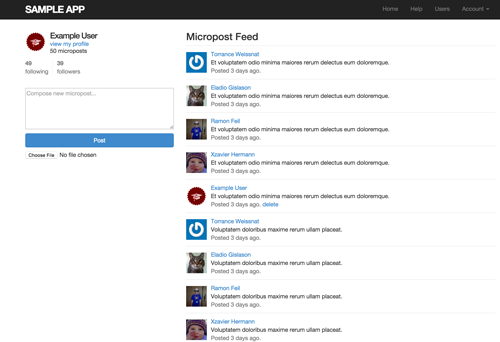 SAMPLE APP
Home Help Users Account
Example User
view my profile
50 microposts
49 39
following followers
Compose new micropost...
Post
Choose File No file chosen
Micropost Feed
Torrance Weissnat
Et voluptatem odio minima maiores rerum delectus eum doloremque.
Posted 3 days ago.
Eladio Gislason
Et voluptatem odio minima maiores rerum delectus eum doloremque.
Posted 3 days ago.
Ramon Feil
Et voluptatem odio minima maiores rerum delectus eum doloremque.
Posted 3 days ago.
Xzavier Hermann
Et voluptatem odio minima maiores rerum delectus eum doloremque.
Posted 3 days ago.
Example User
Et voluptatem odio minima maiores rerum delectus eum doloremque.
Posted 3 days ago. delete
Torrance Weissnat
Voluptatem doloribus maxime rerum ullam placeat.
Posted 3 days ago.
Eladio Gislason
Voluptatem doloribus maxime rerum ullam placeat.
Posted 3 days ago.
Ramon Feil
Voluptatem doloribus maxime rerum ullam placeat.
Posted 3 days ago.
Xzavier Hermann
Voluptatem doloribus maxime rerum ullam placeat.
Posted 3 days ago.